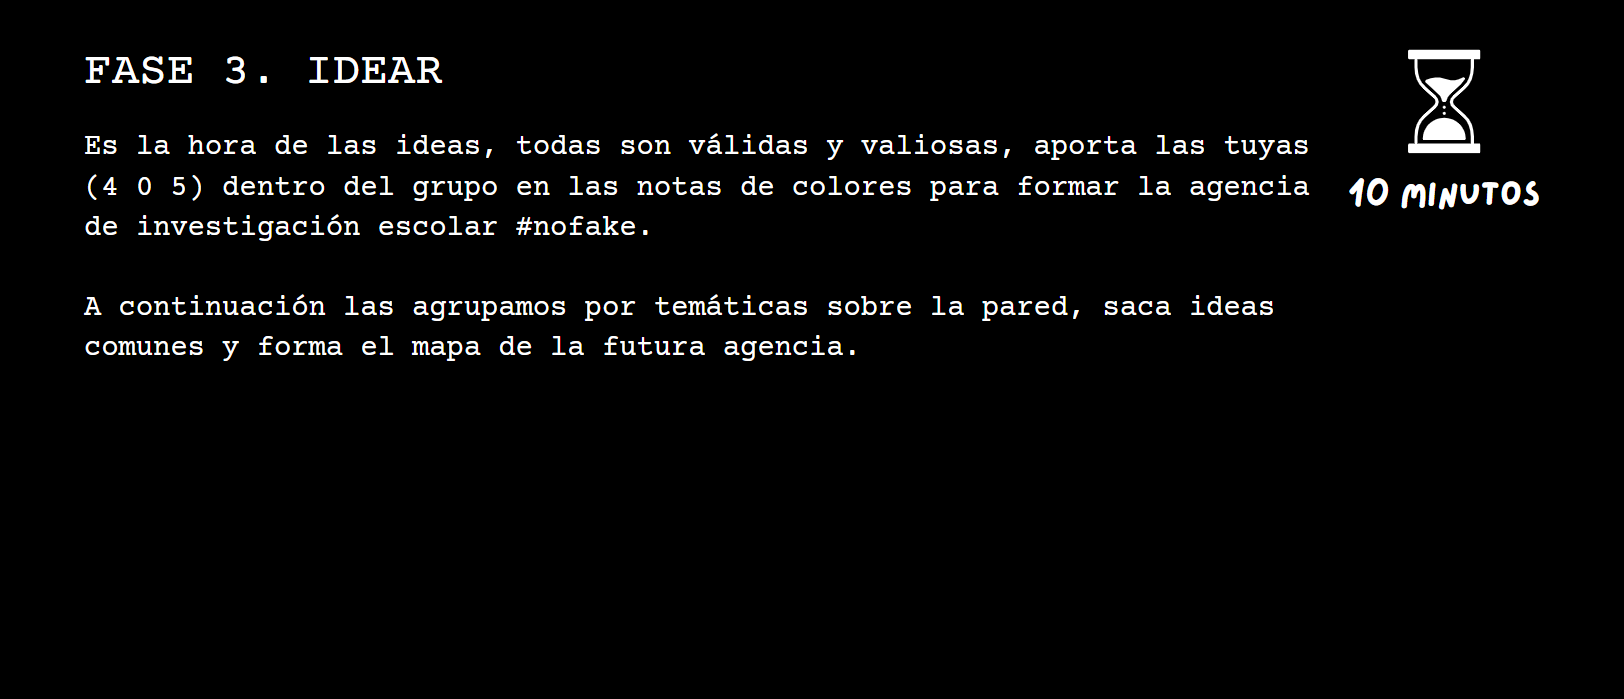 FASE 3. IDEAR
Es la hora de las ideas, todas son válidas y valiosas, aporta las tuyas
(4 0 5) dentro del grupo en las notas de colores para formar la agencia
de investigación escolar #nofake.
A continuación las agrupamos por temáticas sobre la pared, saca ideas
comunes y forma el mapa de la futura agencia.
10 MINUTOS